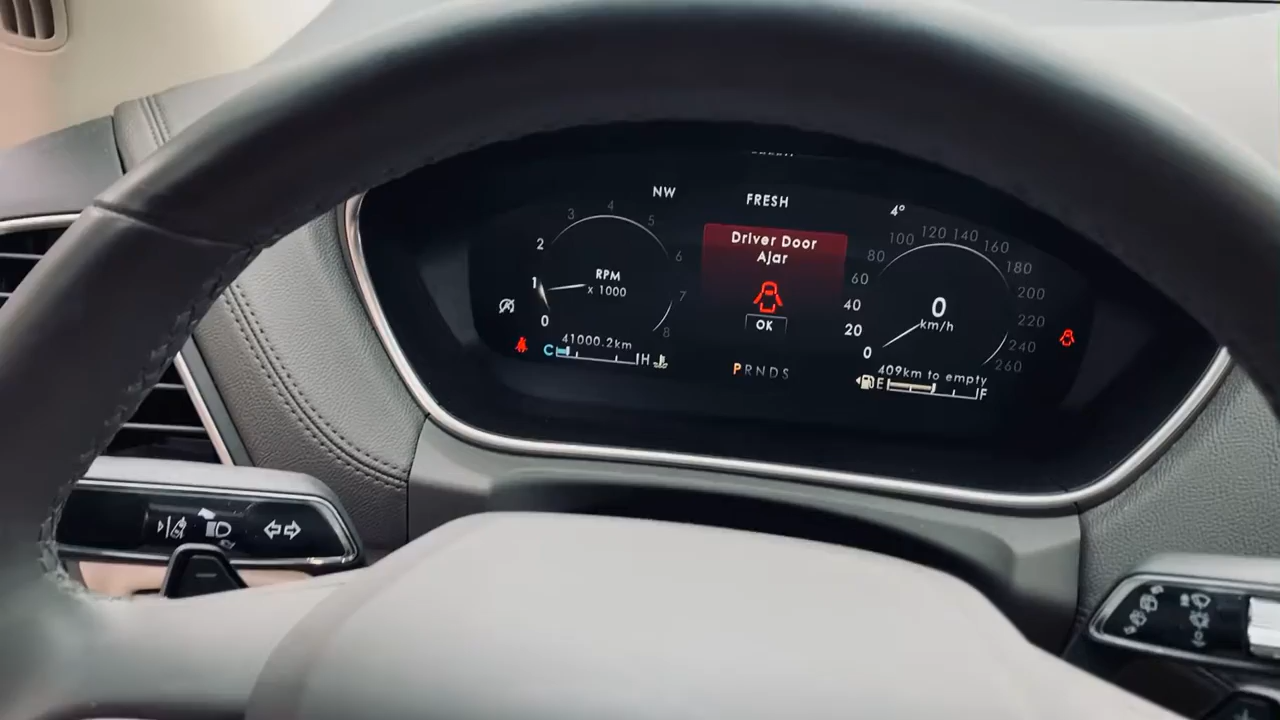 NW
FRESH
4°
Driver Door
Ajar
OK
0 1 2 3 4 5 6 7 8
RPM
x 1000
41000.2km
C H
PRNDS
0 20 40 60 80 100 120 140 160 180 200 220 240 260
0
km/h
409km to empty
E F